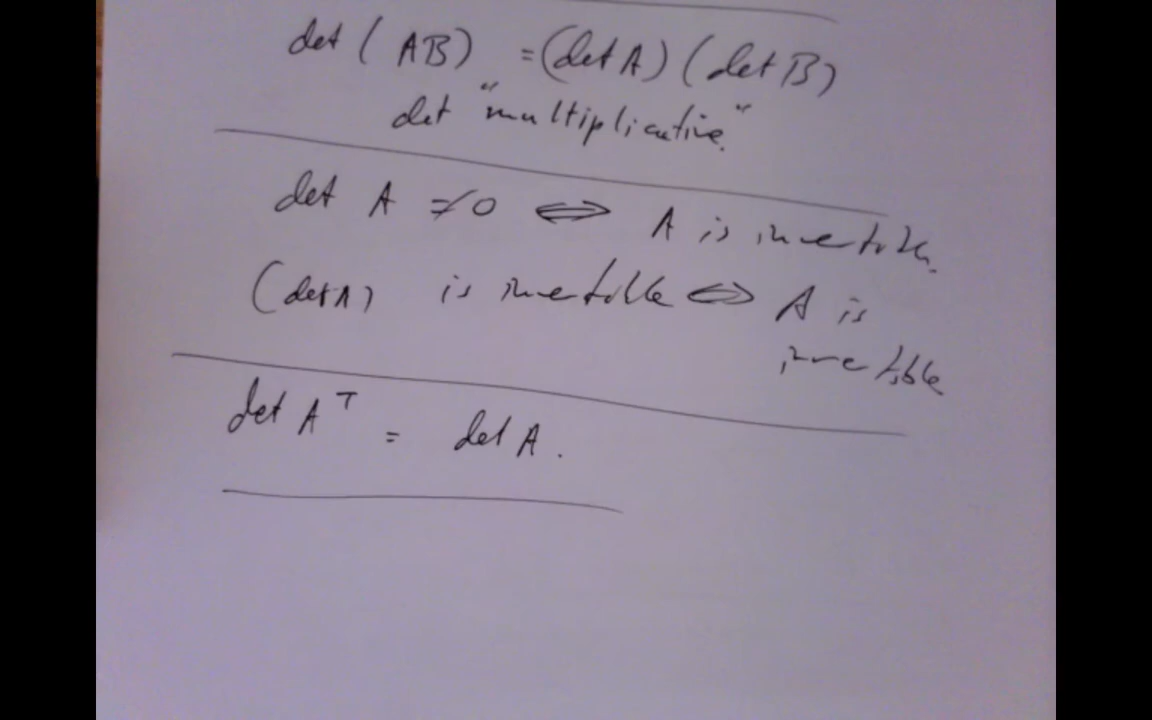 det (AB) = (det A) (det B)
det "multiplicative".
det A ≠ 0 ⇔ A is invertible.
(det A) is invertible ⇔ A is
invertible
det Aᵀ = det A.